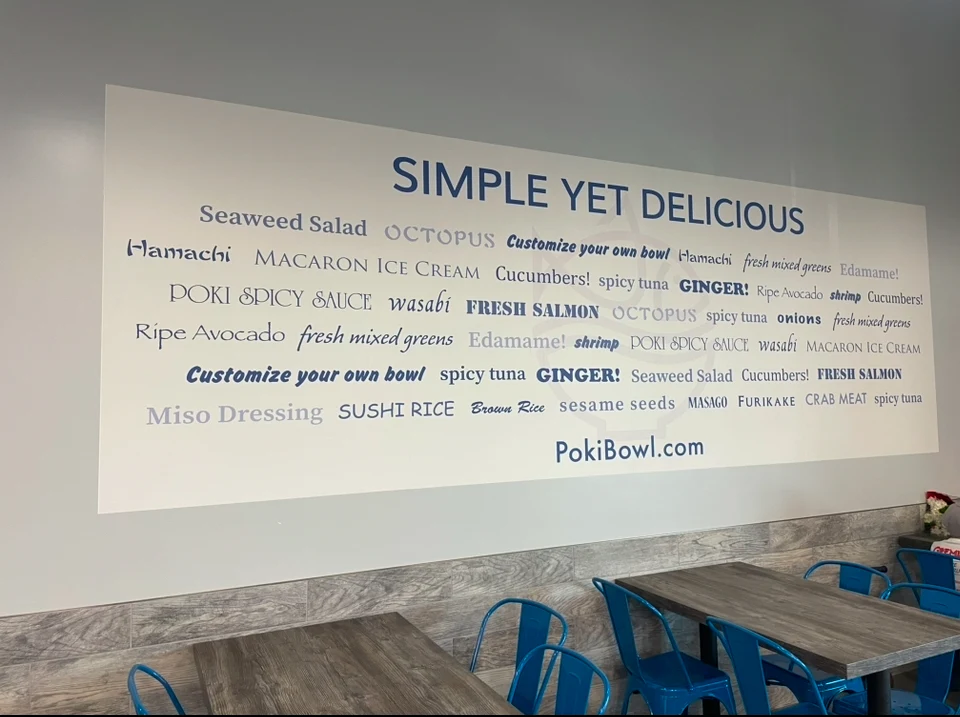 SIMPLE YET DELICIOUS
Seaweed Salad OCTOPUS Customize your own bowl Hamachi fresh mixed greens Edamame!
Hamachi MACARON ICE CREAM Cucumbers! spicy tuna GINGER! Ripe Avocado shrimp Cucumbers!
POKI SPICY SAUCE wasabi FRESH SALMON OCTOPUS spicy tuna onions fresh mixed greens
Ripe Avocado fresh mixed greens Edamame! shrimp POKI SPICY SAUCE wasabi MACARON ICE CREAM
Customize your own bowl spicy tuna GINGER! Seaweed Salad Cucumbers! FRESH SALMON
Miso Dressing SUSHI RICE Brown Rice sesame seeds MASAGO FURIKAKE CRAB MEAT spicy tuna
PokiBowl.com